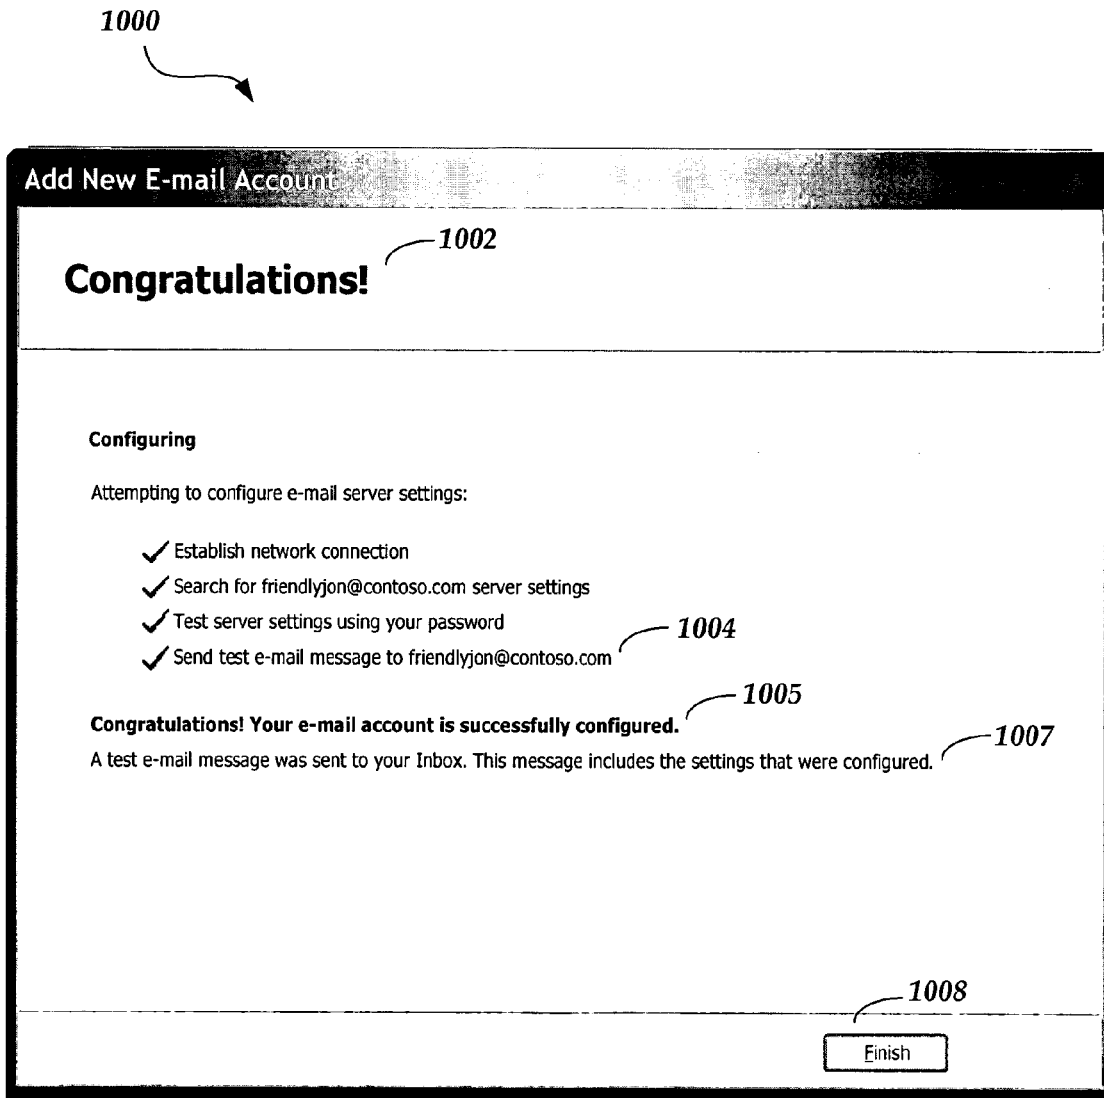 1000
Add New E-mail Account
1002
Congratulations!
Configuring
Attempting to configure e-mail server settings:
Establish network connection
Search for friendlyjon@contoso.com server settings
Test server settings using your password
1004
Send test e-mail message to friendlyjon@contoso.com
1005
Congratulations! Your e-mail account is successfully configured.
1007
A test e-mail message was sent to your Inbox. This message includes the settings that were configured.
1008
Finish